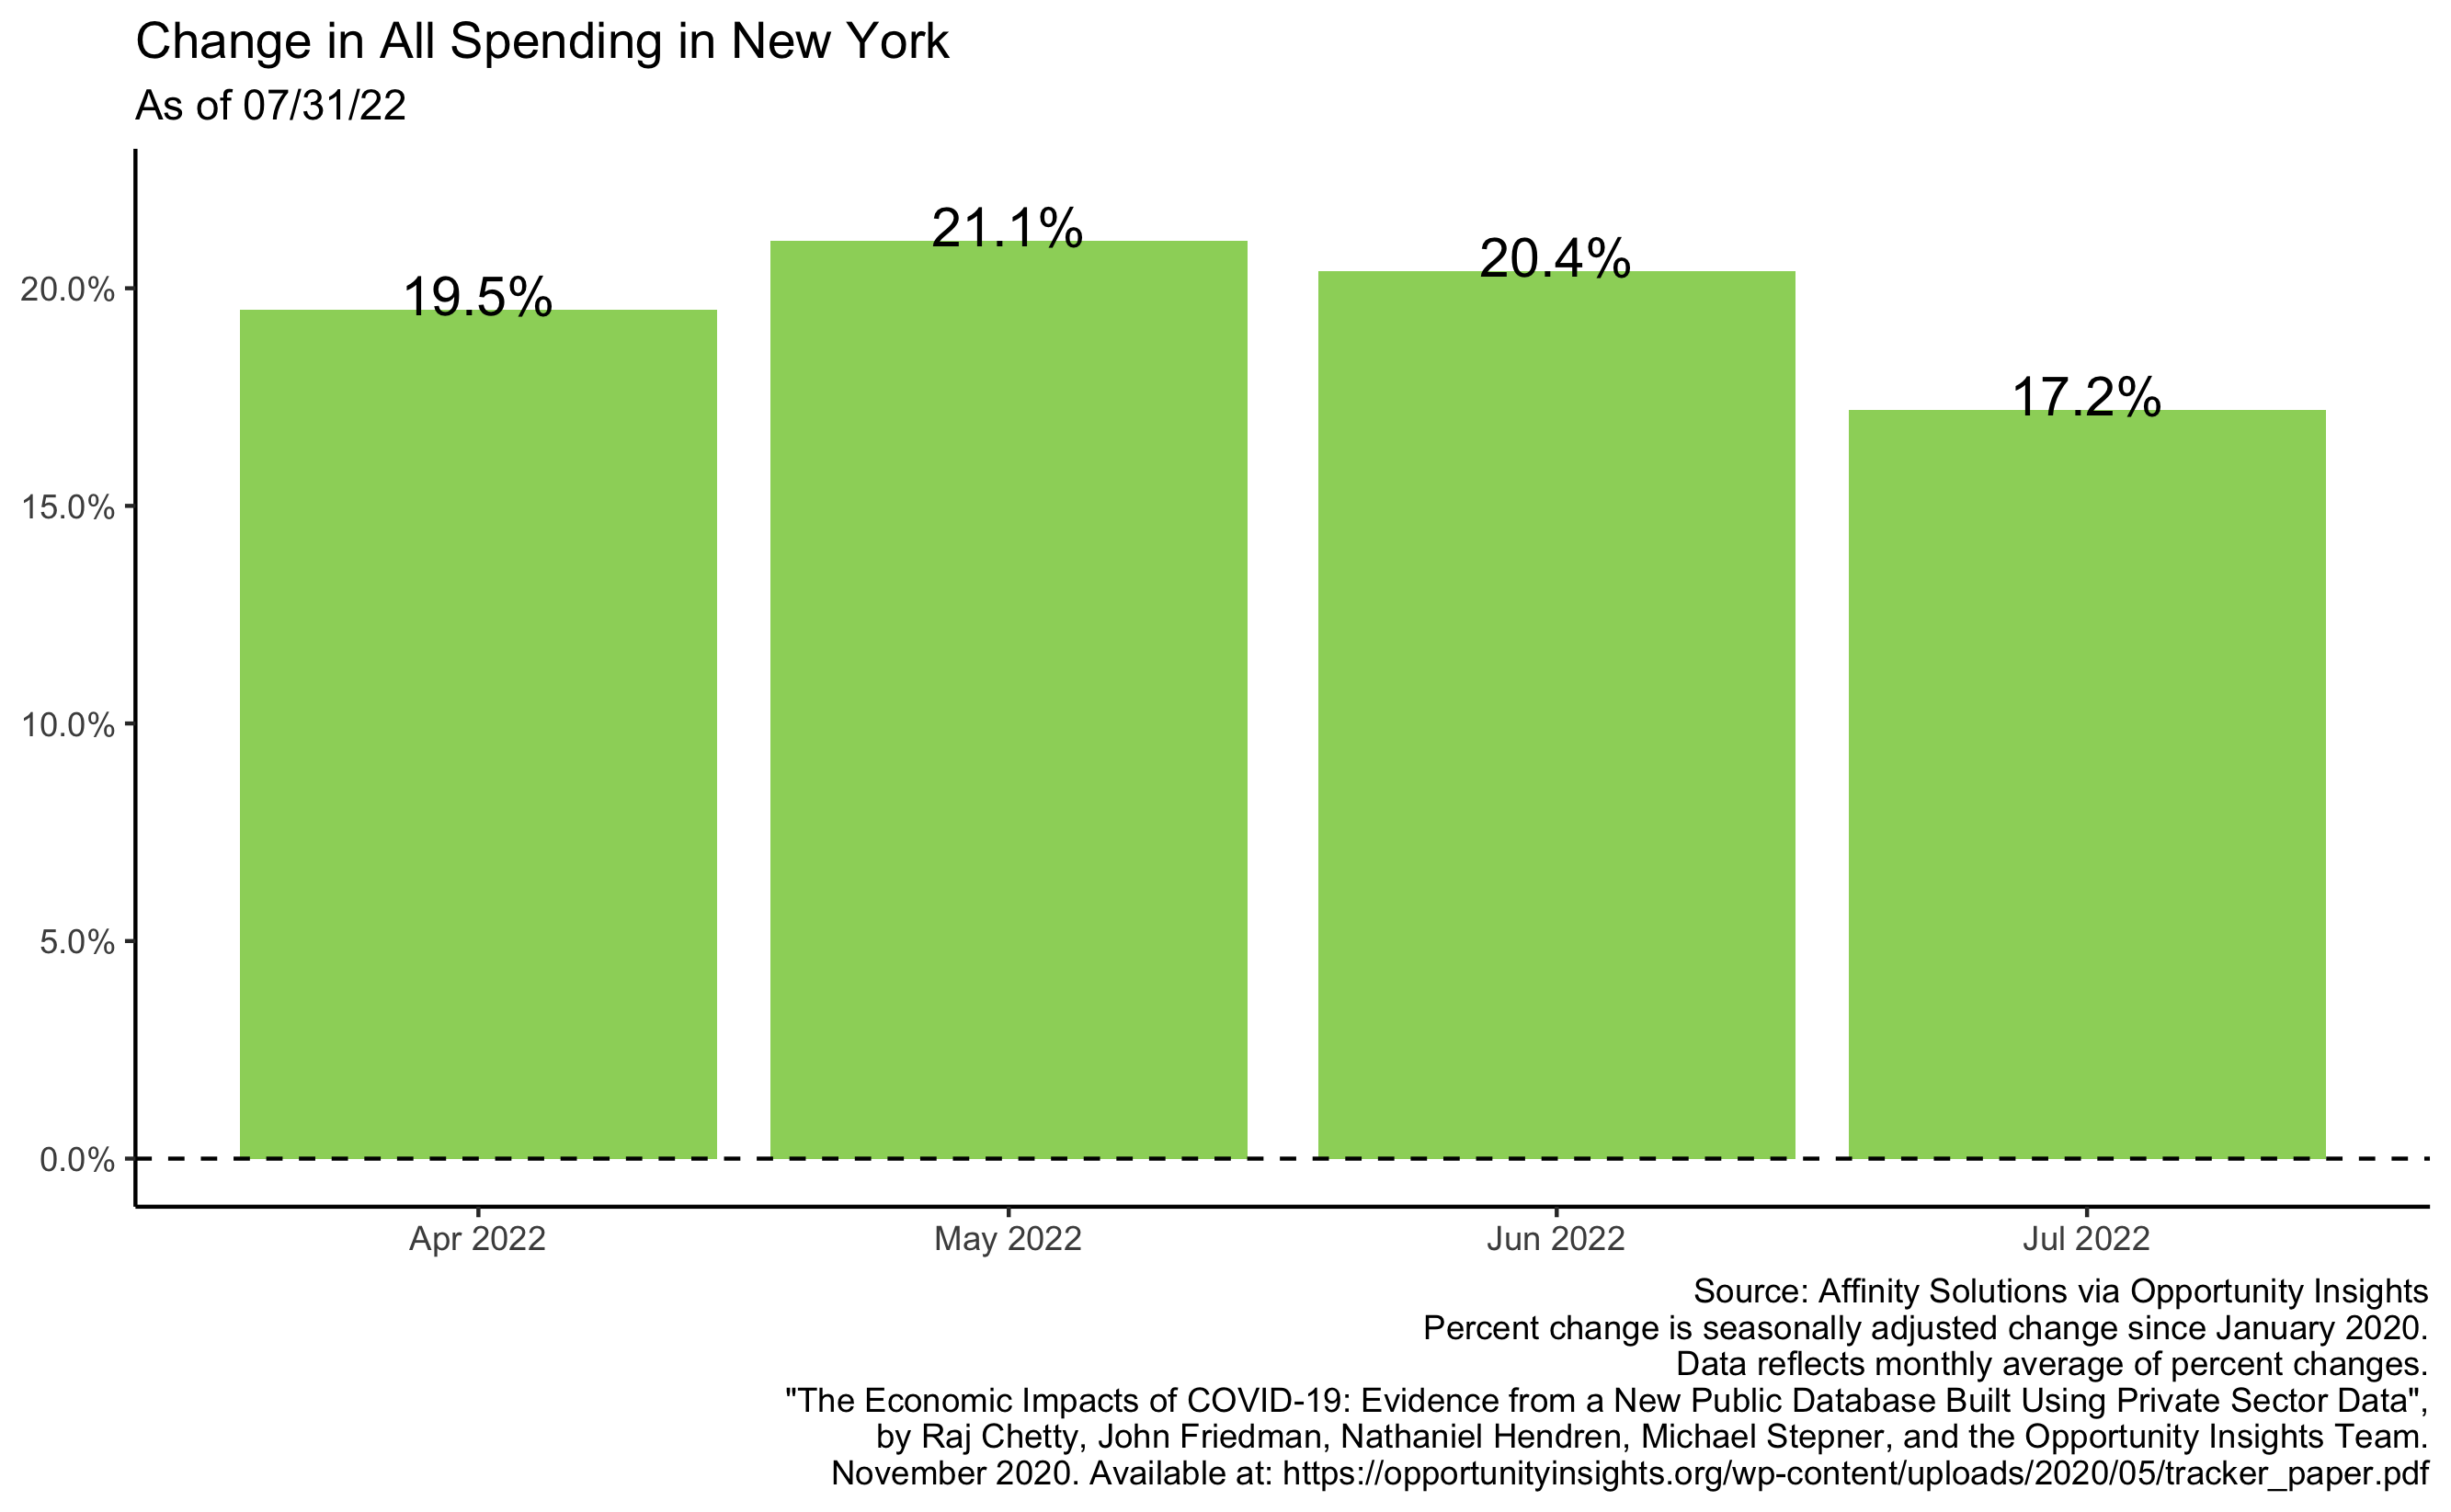 Change in All Spending in New York
As of 07/31/22
21.1%
20.4%
19.5%
17.2%
20.0%
15.0%
10.0%
5.0%
0.0%
Apr 2022
May 2022
Jun 2022
Jul 2022
Source: Affinity Solutions via Opportunity Insights
Percent change is seasonally adjusted change since January 2020.
Data reflects monthly average of percent changes.
"The Economic Impacts of COVID-19: Evidence from a New Public Database Built Using Private Sector Data",
by Raj Chetty, John Friedman, Nathaniel Hendren, Michael Stepner, and the Opportunity Insights Team.
November 2020. Available at: https://opportunityinsights.org/wp-content/uploads/2020/05/tracker_paper.pdf